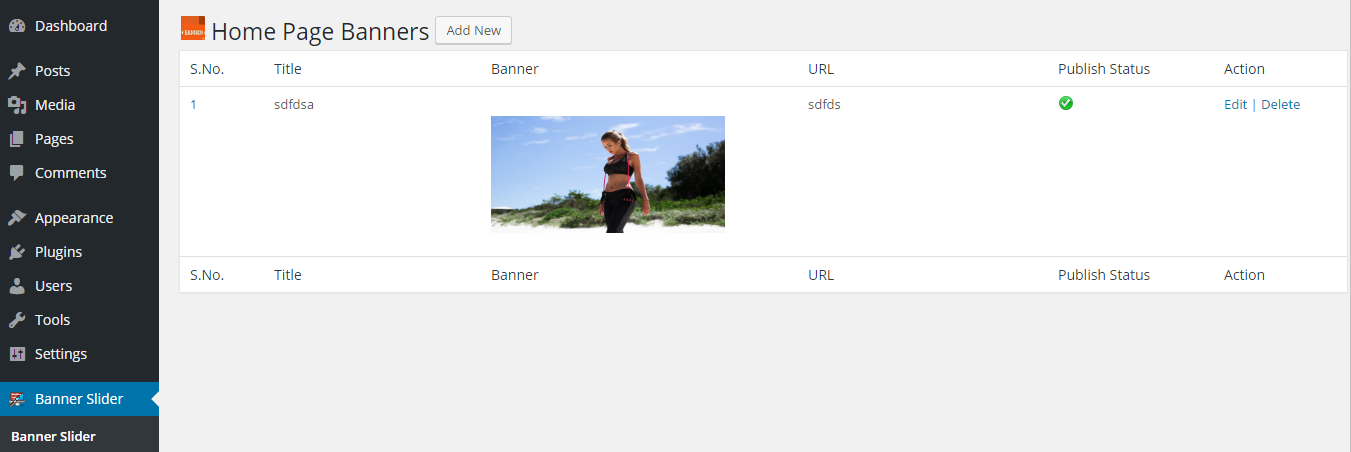 Dashboard
Posts
Media
Pages
Comments
Appearance
Plugins
Users
Tools
Settings
Banner Slider
Banner Slider
BANNER
Home Page Banners Add New
S.No. Title Banner URL Publish Status Action
1 sdfdsa sdfds Edit | Delete
S.No. Title Banner URL Publish Status Action